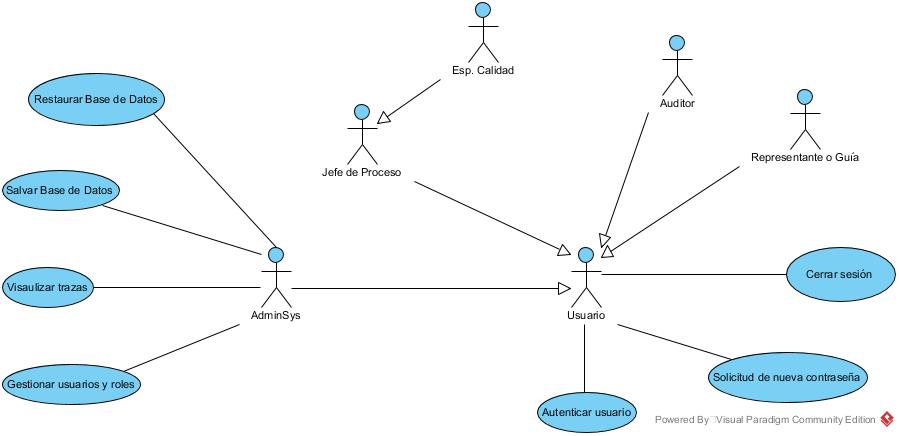 Esp. Calidad
Auditor
Restaurar Base de Datos
Representante o Guía
Jefe de Proceso
Salvar Base de Datos
Cerrar sesión
Visaulizar trazas
AdminSys
Usuario
Solicitud de nueva contraseña
Gestionar usuarios y roles
Autenticar usuario
Powered By Visual Paradigm Community Edition